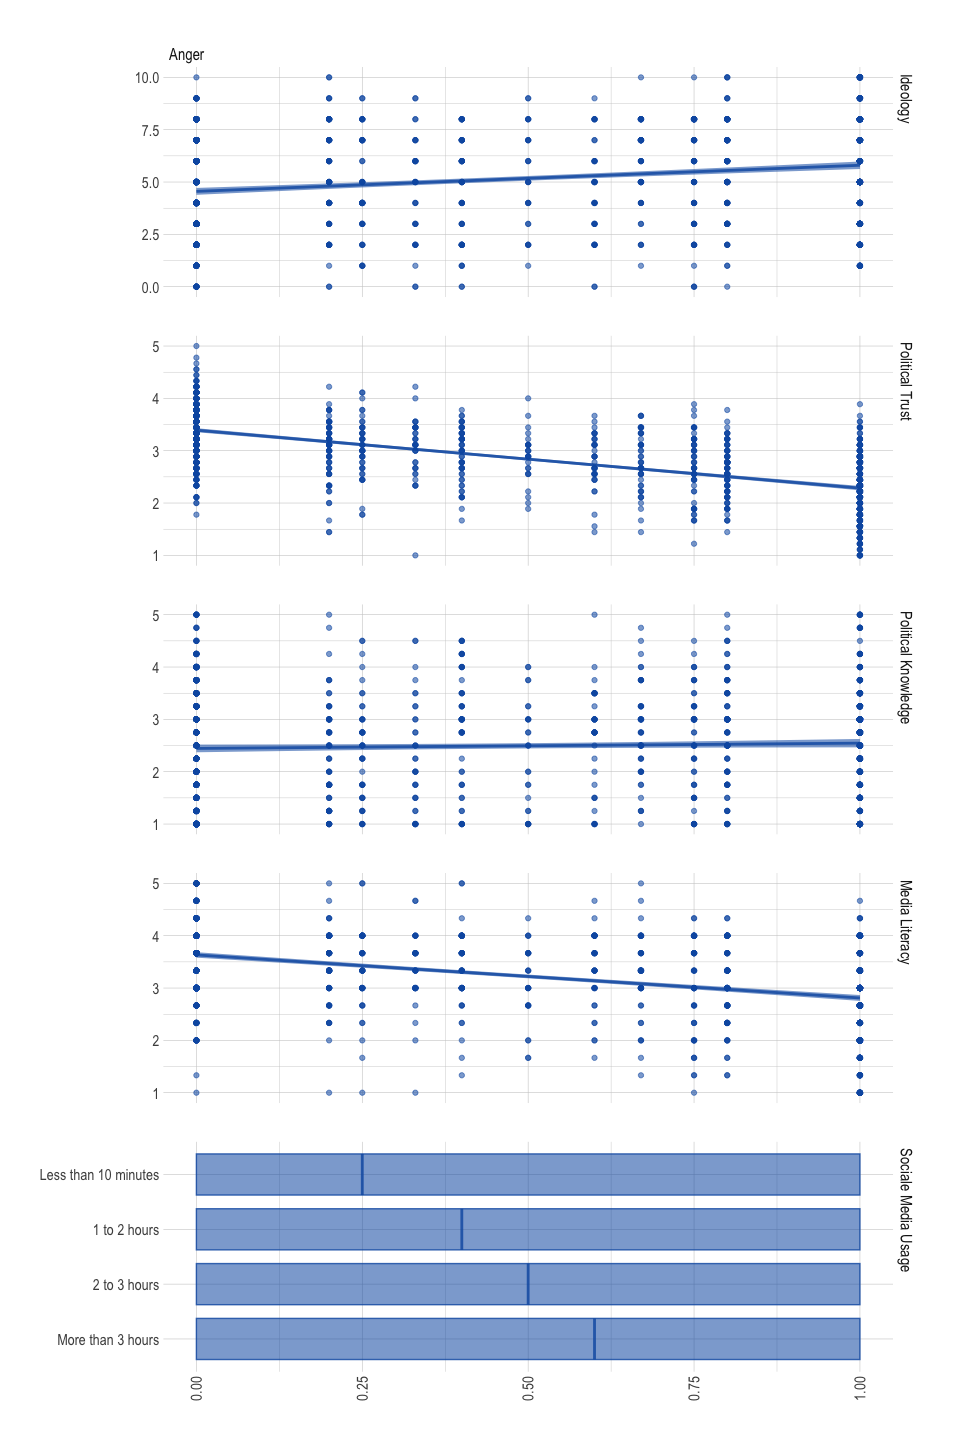 Anger
10.0
7.5
5.0
2.5
0.0
Ideology
5
4
3
2
1
Political Trust
5
4
3
2
1
Political Knowledge
5
4
3
2
1
Media Literacy
Less than 10 minutes
1 to 2 hours
2 to 3 hours
More than 3 hours
Sociale Media Usage
0.00
0.25
0.50
0.75
1.00